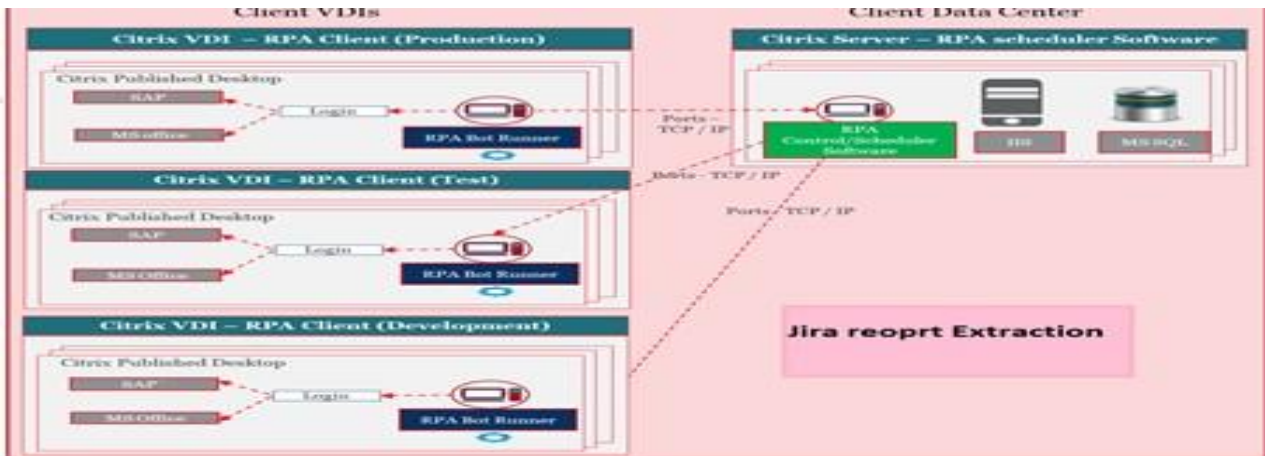 Client VDIs
Citrix VDI – RPA Client (Production)
Citrix Published Desktop
SAP
MS office
Login
RPA Bot Runner
Citrix VDI – RPA Client (Test)
Citrix Published Desktop
SAP
MS Office
Login
RPA Bot Runner
Citrix VDI – RPA Client (Development)
Citrix Published Desktop
SAP
MS Office
Login
RPA Bot Runner
Ports -
TCP / IP
Ports - TCP / IP
Ports - TCP / IP
Client Data Center
Citrix Server – RPA scheduler Software
RPA
Control/Scheduler
Software
IIS
MS SQL
Jira reoprt Extraction